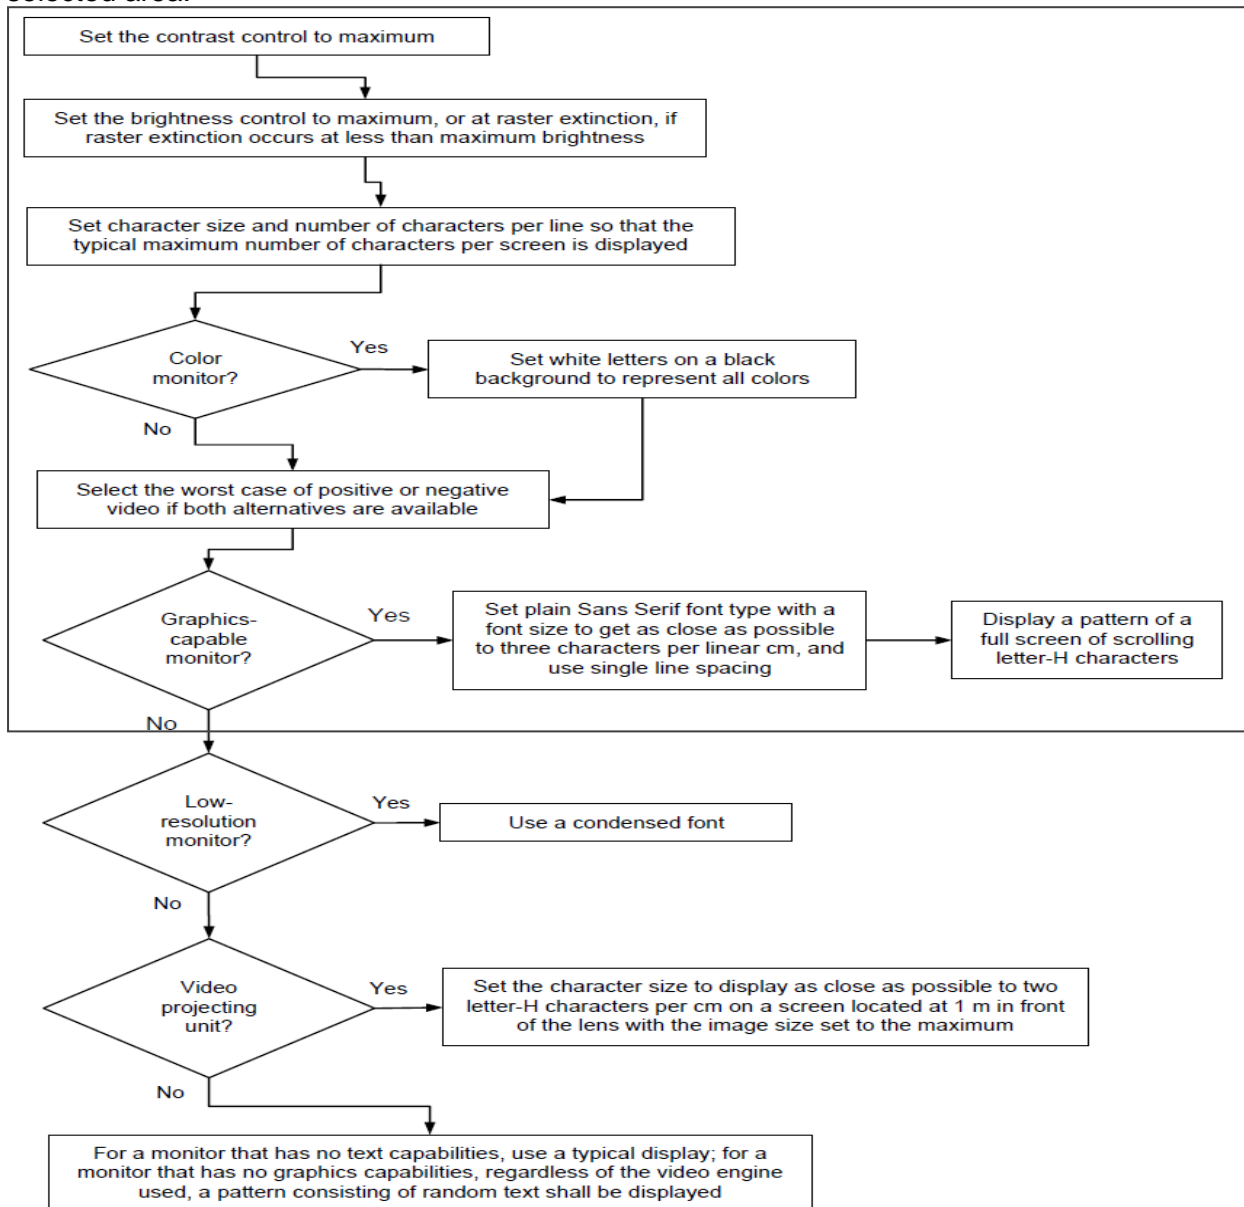 selected area.
Set the contrast control to maximum
Set the brightness control to maximum, or at raster extinction, if
raster extinction occurs at less than maximum brightness
Set character size and number of characters per line so that the
typical maximum number of characters per screen is displayed
Color
monitor?
Yes
Set white letters on a black
background to represent all colors
No
Select the worst case of positive or negative
video if both alternatives are available
Graphics-
capable
monitor?
Yes
Set plain Sans Serif font type with a
font size to get as close as possible
to three characters per linear cm, and
use single line spacing
Display a pattern of a
full screen of scrolling
letter-H characters
No
Low-
resolution
monitor?
Yes
Use a condensed font
No
Video
projecting
unit?
Yes
Set the character size to display as close as possible to two
letter-H characters per cm on a screen located at 1 m in front
of the lens with the image size set to the maximum
No
For a monitor that has no text capabilities, use a typical display; for a
monitor that has no graphics capabilities, regardless of the video engine
used, a pattern consisting of random text shall be displayed